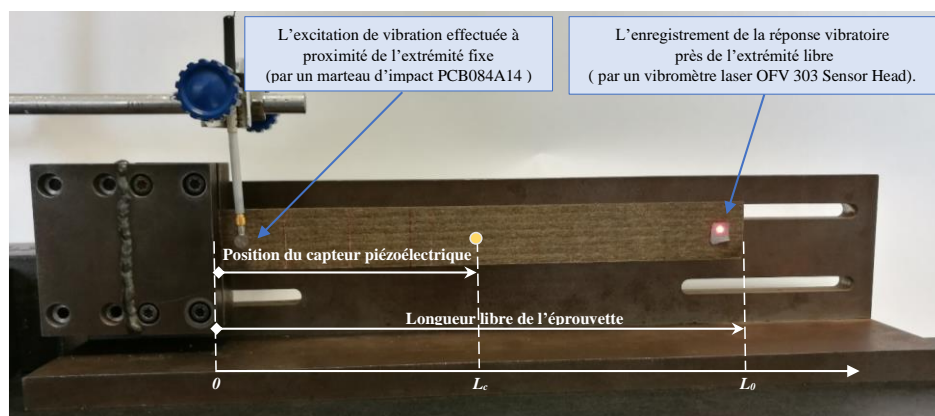 L'excitation de vibration effectuée à
proximité de l'extrémité fixe
(par un marteau d'impact PCB084A14 )
L'enregistrement de la réponse vibratoire
près de l'extrémité libre
( par un vibromètre laser OFV 303 Sensor Head).
Position du capteur piézoélectrique
Longueur libre de l'éprouvette
0
Lc
L0